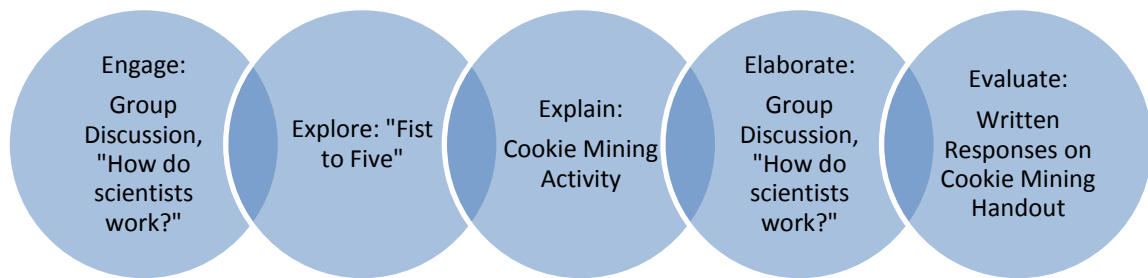 Engage:
Group
Discussion,
"How do
scientists
work?"
Explore: "Fist
to Five"
Explain:
Cookie Mining
Activity
Elaborate:
Group
Discussion,
"How do
scientists
work?"
Evaluate:
Written
Responses on
Cookie Mining
Handout